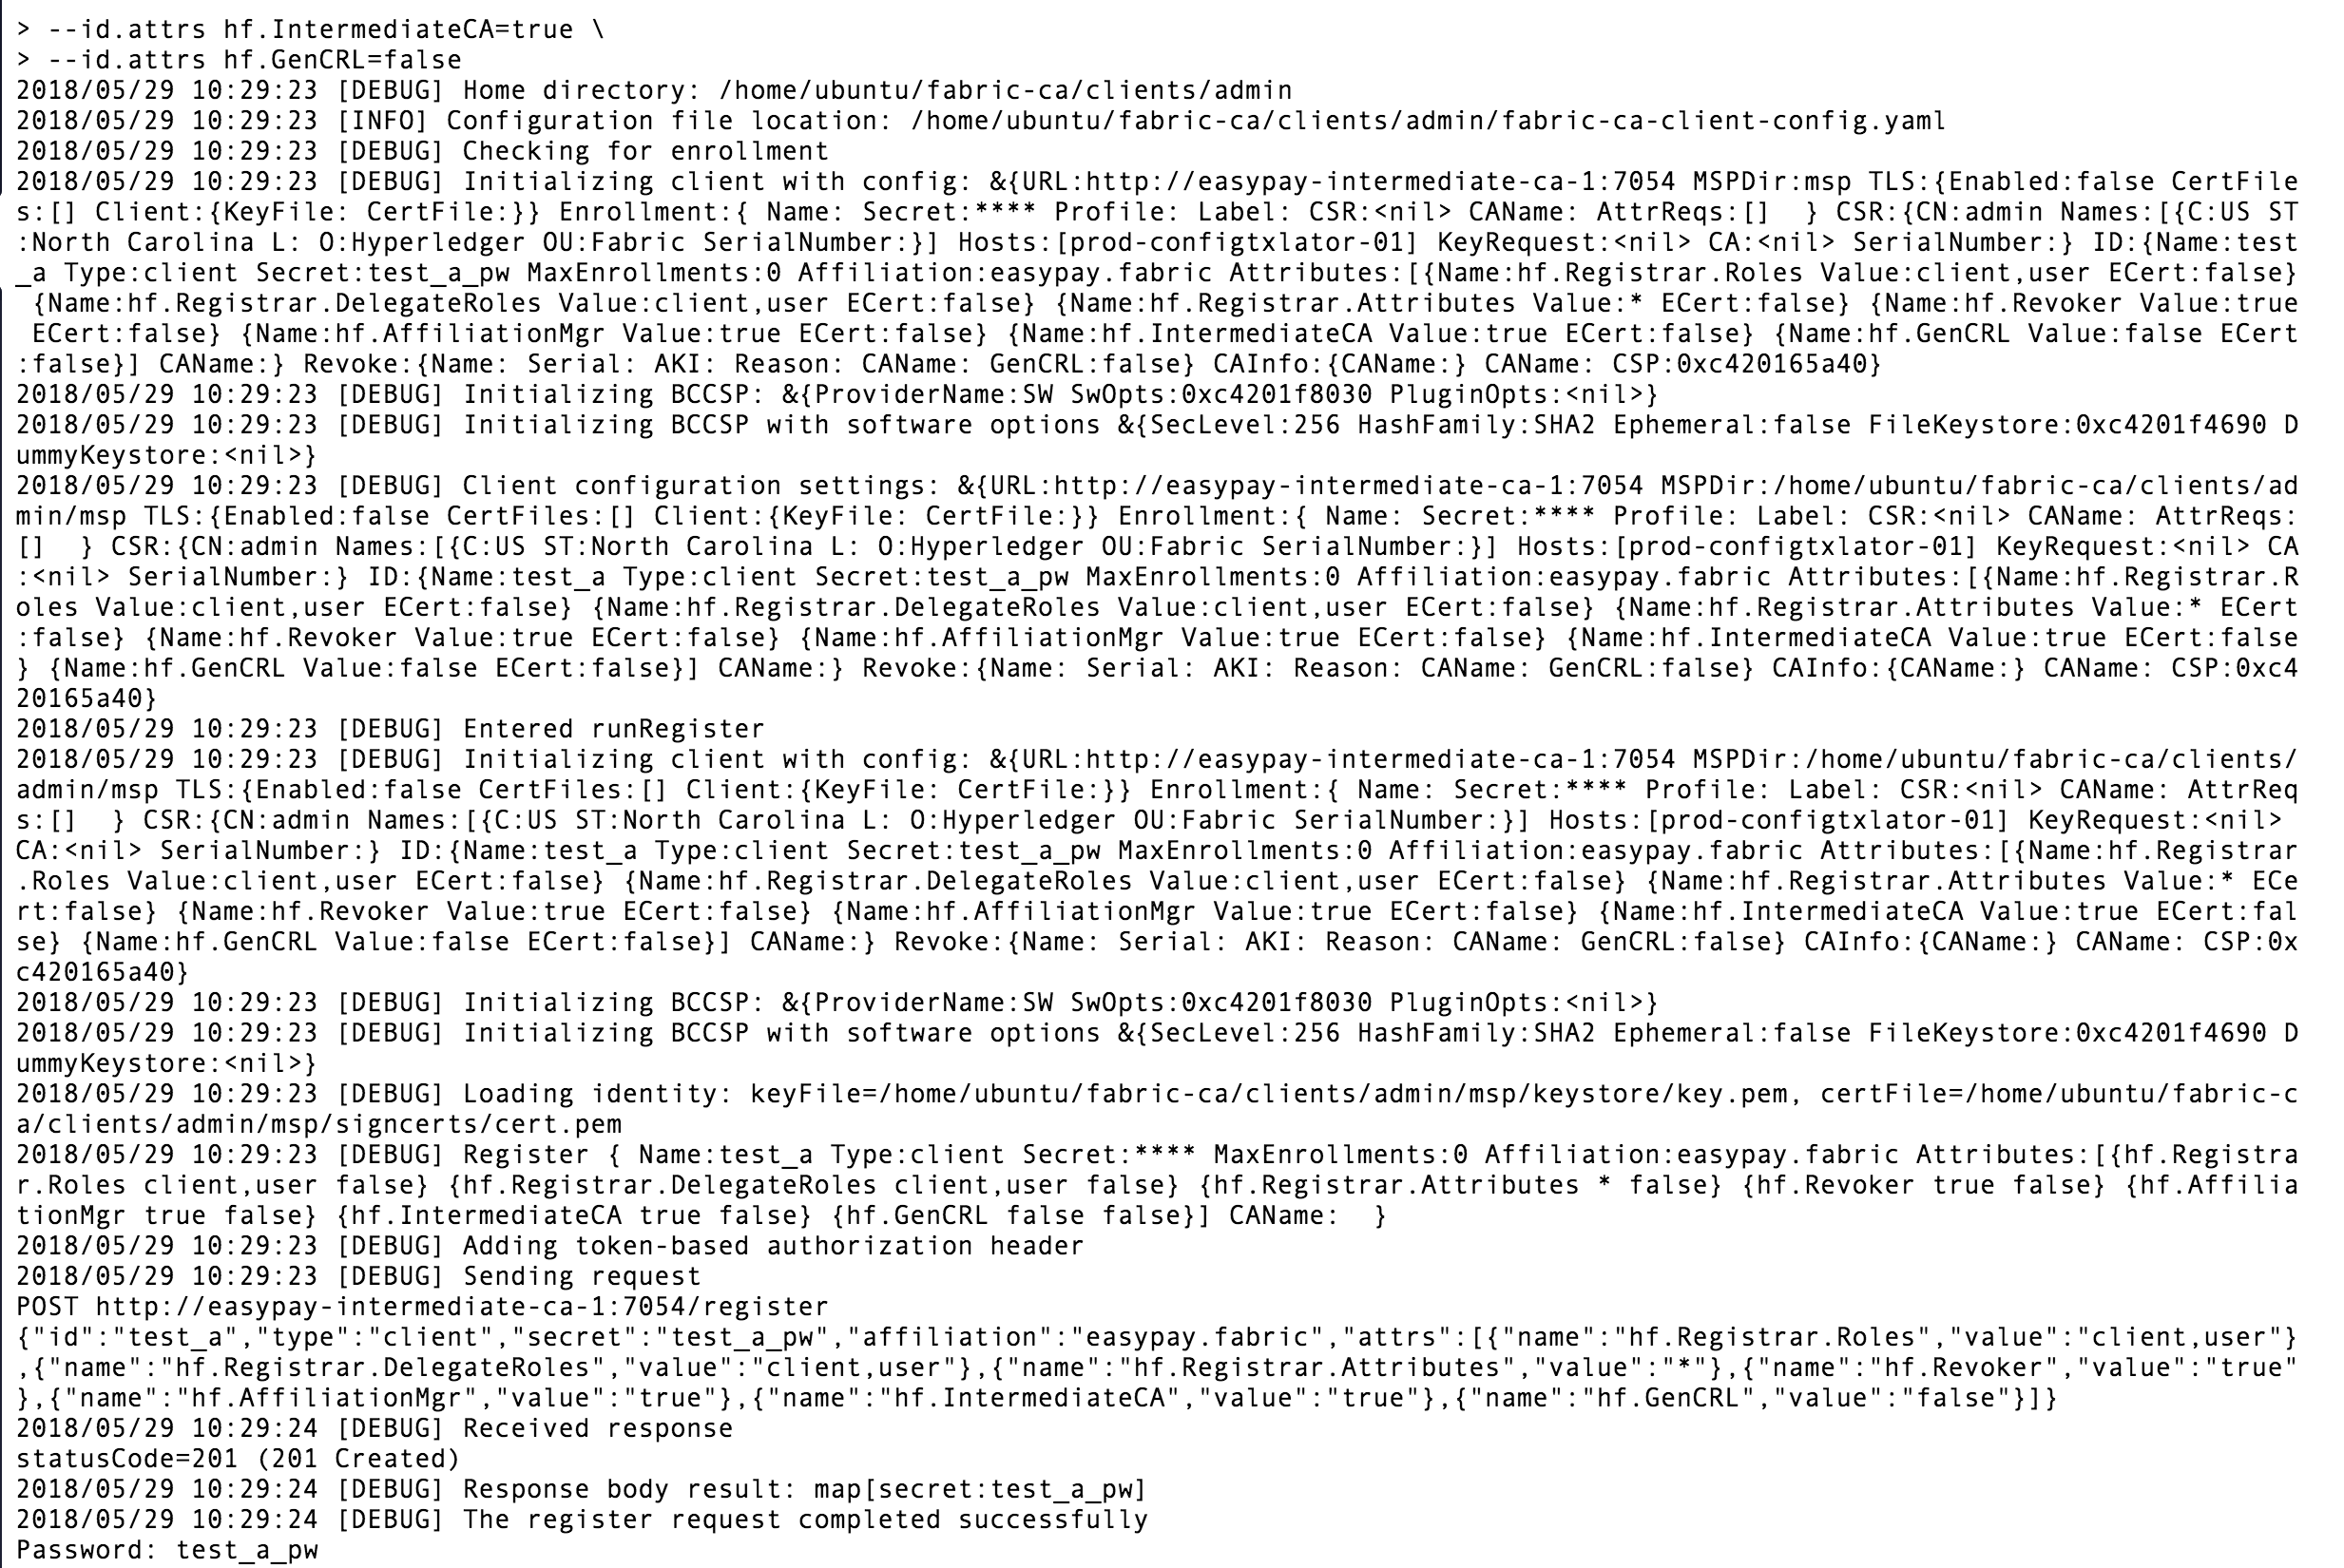 > --id.attrs hf.IntermediateCA=true \
> --id.attrs hf.GenCRL=false
2018/05/29 10:29:23 [DEBUG] Home directory: /home/ubuntu/fabric-ca/clients/admin
2018/05/29 10:29:23 [INFO] Configuration file location: /home/ubuntu/fabric-ca/clients/admin/fabric-ca-client-config.yaml
2018/05/29 10:29:23 [DEBUG] Checking for enrollment
2018/05/29 10:29:23 [DEBUG] Initializing client with config: &{URL:http://easypay-intermediate-ca-1:7054 MSPDir:msp TLS:{Enabled:false CertFile
s:[] Client:{KeyFile: CertFile:}} Enrollment:{ Name: Secret:**** Profile: Label: CSR:<nil> CAName: AttrReqs:[]  } CSR:{CN:admin Names:[{C:US ST
:North Carolina L: O:Hyperledger OU:Fabric SerialNumber:}] Hosts:[prod-configtxlator-01] KeyRequest:<nil> CA:<nil> SerialNumber:} ID:{Name:test
_a Type:client Secret:test_a_pw MaxEnrollments:0 Affiliation:easypay.fabric Attributes:[{Name:hf.Registrar.Roles Value:client,user ECert:false}
 {Name:hf.Registrar.DelegateRoles Value:client,user ECert:false} {Name:hf.Registrar.Attributes Value:* ECert:false} {Name:hf.Revoker Value:true
 ECert:false} {Name:hf.AffiliationMgr Value:true ECert:false} {Name:hf.IntermediateCA Value:true ECert:false} {Name:hf.GenCRL Value:false ECert
:false}] CAName:} Revoke:{Name: Serial: AKI: Reason: CAName: GenCRL:false} CAInfo:{CAName:} CAName: CSP:0xc420165a40}
2018/05/29 10:29:23 [DEBUG] Initializing BCCSP: &{ProviderName:SW SwOpts:0xc4201f8030 PluginOpts:<nil>}
2018/05/29 10:29:23 [DEBUG] Initializing BCCSP with software options &{SecLevel:256 HashFamily:SHA2 Ephemeral:false FileKeystore:0xc4201f4690 D
ummyKeystore:<nil>}
2018/05/29 10:29:23 [DEBUG] Client configuration settings: &{URL:http://easypay-intermediate-ca-1:7054 MSPDir:/home/ubuntu/fabric-ca/clients/ad
min/msp TLS:{Enabled:false CertFiles:[] Client:{KeyFile: CertFile:}} Enrollment:{ Name: Secret:**** Profile: Label: CSR:<nil> CAName: AttrReqs:
[]  } CSR:{CN:admin Names:[{C:US ST:North Carolina L: O:Hyperledger OU:Fabric SerialNumber:}] Hosts:[prod-configtxlator-01] KeyRequest:<nil> CA
:<nil> SerialNumber:} ID:{Name:test_a Type:client Secret:test_a_pw MaxEnrollments:0 Affiliation:easypay.fabric Attributes:[{Name:hf.Registrar.R
oles Value:client,user ECert:false} {Name:hf.Registrar.DelegateRoles Value:client,user ECert:false} {Name:hf.Registrar.Attributes Value:* ECert
:false} {Name:hf.Revoker Value:true ECert:false} {Name:hf.AffiliationMgr Value:true ECert:false} {Name:hf.IntermediateCA Value:true ECert:false
} {Name:hf.GenCRL Value:false ECert:false}] CAName:} Revoke:{Name: Serial: AKI: Reason: CAName: GenCRL:false} CAInfo:{CAName:} CAName: CSP:0xc4
20165a40}
2018/05/29 10:29:23 [DEBUG] Entered runRegister
2018/05/29 10:29:23 [DEBUG] Initializing client with config: &{URL:http://easypay-intermediate-ca-1:7054 MSPDir:/home/ubuntu/fabric-ca/clients/
admin/msp TLS:{Enabled:false CertFiles:[] Client:{KeyFile: CertFile:}} Enrollment:{ Name: Secret:**** Profile: Label: CSR:<nil> CAName: AttrReq
s:[]  } CSR:{CN:admin Names:[{C:US ST:North Carolina L: O:Hyperledger OU:Fabric SerialNumber:}] Hosts:[prod-configtxlator-01] KeyRequest:<nil>
CA:<nil> SerialNumber:} ID:{Name:test_a Type:client Secret:test_a_pw MaxEnrollments:0 Affiliation:easypay.fabric Attributes:[{Name:hf.Registrar
.Roles Value:client,user ECert:false} {Name:hf.Registrar.DelegateRoles Value:client,user ECert:false} {Name:hf.Registrar.Attributes Value:* ECe
rt:false} {Name:hf.Revoker Value:true ECert:false} {Name:hf.AffiliationMgr Value:true ECert:false} {Name:hf.IntermediateCA Value:true ECert:fal
se} {Name:hf.GenCRL Value:false ECert:false}] CAName:} Revoke:{Name: Serial: AKI: Reason: CAName: GenCRL:false} CAInfo:{CAName:} CAName: CSP:0x
c420165a40}
2018/05/29 10:29:23 [DEBUG] Initializing BCCSP: &{ProviderName:SW SwOpts:0xc4201f8030 PluginOpts:<nil>}
2018/05/29 10:29:23 [DEBUG] Initializing BCCSP with software options &{SecLevel:256 HashFamily:SHA2 Ephemeral:false FileKeystore:0xc4201f4690 D
ummyKeystore:<nil>}
2018/05/29 10:29:23 [DEBUG] Loading identity: keyFile=/home/ubuntu/fabric-ca/clients/admin/msp/keystore/key.pem, certFile=/home/ubuntu/fabric-c
a/clients/admin/msp/signcerts/cert.pem
2018/05/29 10:29:23 [DEBUG] Register { Name:test_a Type:client Secret:**** MaxEnrollments:0 Affiliation:easypay.fabric Attributes:[{hf.Registra
r.Roles client,user false} {hf.Registrar.DelegateRoles client,user false} {hf.Registrar.Attributes * false} {hf.Revoker true false} {hf.Affilia
tionMgr true false} {hf.IntermediateCA true false} {hf.GenCRL false false}] CAName:  }
2018/05/29 10:29:23 [DEBUG] Adding token-based authorization header
2018/05/29 10:29:23 [DEBUG] Sending request
POST http://easypay-intermediate-ca-1:7054/register
{"id":"test_a","type":"client","secret":"test_a_pw","affiliation":"easypay.fabric","attrs":[{"name":"hf.Registrar.Roles","value":"client,user"}
,{"name":"hf.Registrar.DelegateRoles","value":"client,user"},{"name":"hf.Registrar.Attributes","value":"*"},{"name":"hf.Revoker","value":"true"
},{"name":"hf.AffiliationMgr","value":"true"},{"name":"hf.IntermediateCA","value":"true"},{"name":"hf.GenCRL","value":"false"}]}
2018/05/29 10:29:24 [DEBUG] Received response
statusCode=201 (201 Created)
2018/05/29 10:29:24 [DEBUG] Response body result: map[secret:test_a_pw]
2018/05/29 10:29:24 [DEBUG] The register request completed successfully
Password: test_a_pw